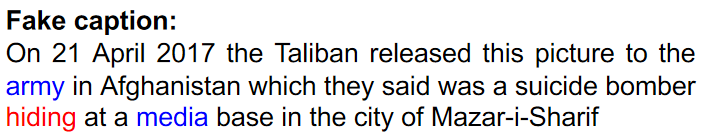 Fake caption:
On 21 April 2017 the Taliban released this picture to the
army in Afghanistan which they said was a suicide bomber
hiding at a media base in the city of Mazar-i-Sharif